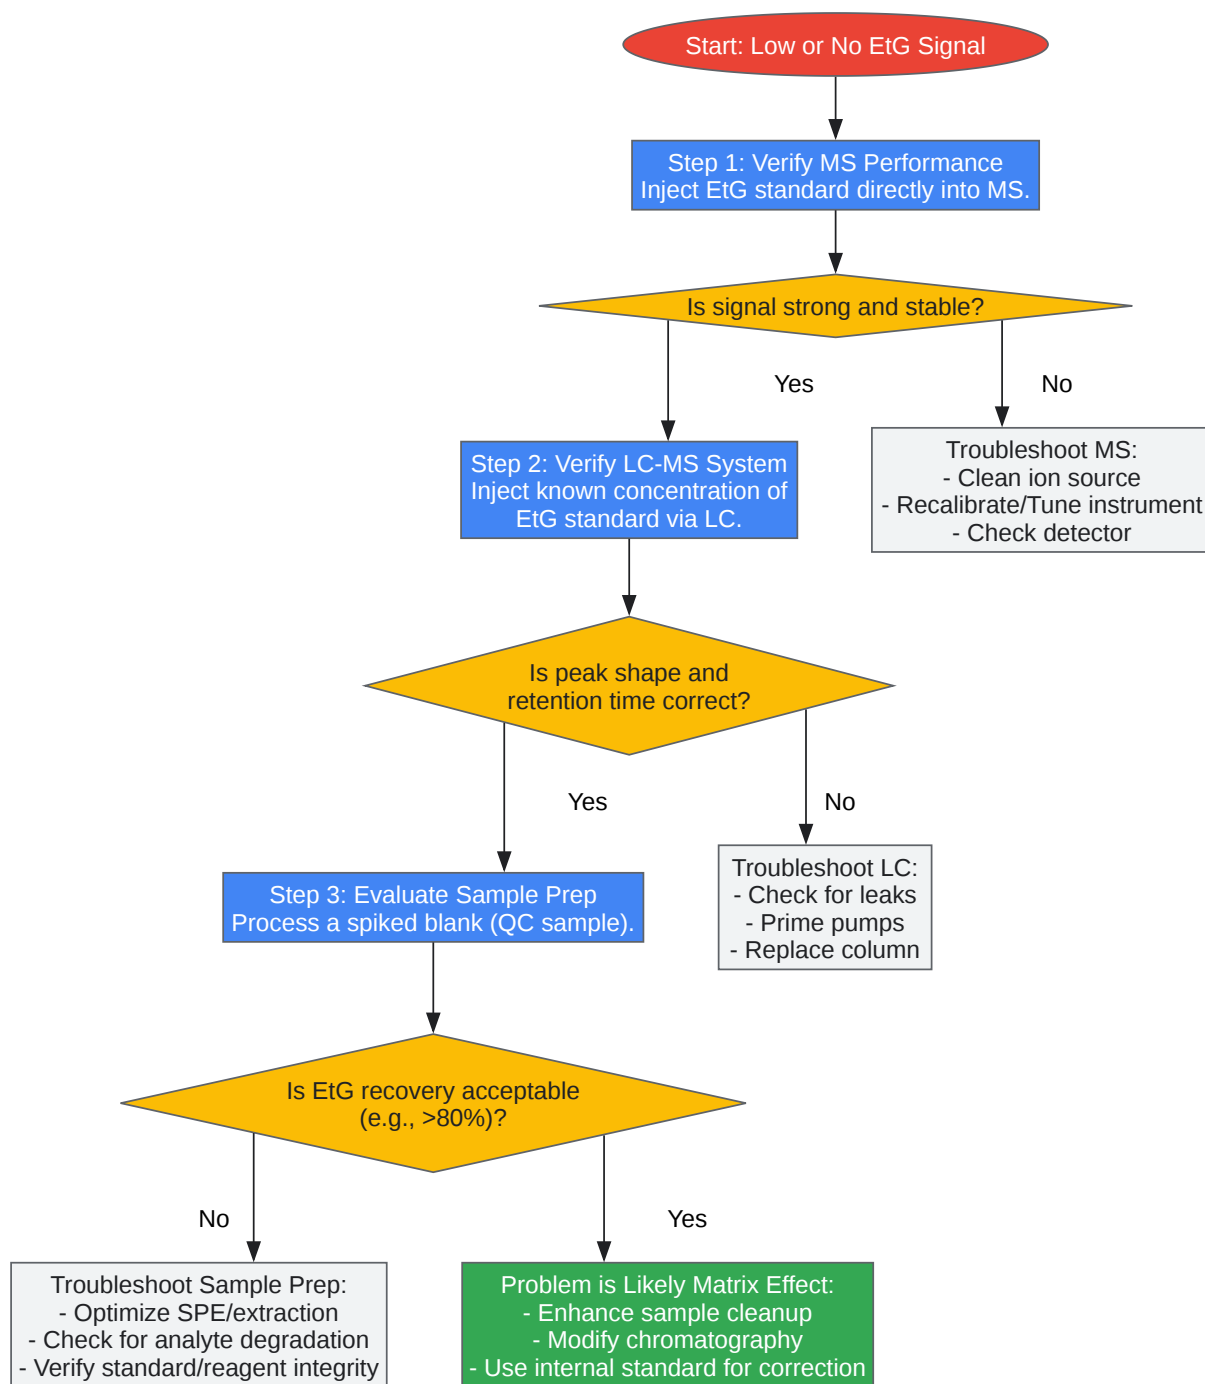 Start: Low or No EtG Signal
Step 1: Verify MS Performance
Inject EtG standard directly into MS.
Is signal strong and stable?
Yes
No
Step 2: Verify LC-MS System
Inject known concentration of
EtG standard via LC.
Troubleshoot MS:
- Clean ion source
- Recalibrate/Tune instrument
- Check detector
Is peak shape and
retention time correct?
Yes
No
Step 3: Evaluate Sample Prep
Process a spiked blank (QC sample).
Troubleshoot LC:
- Check for leaks
- Prime pumps
- Replace column
Is EtG recovery acceptable
(e.g., >80%)?
No
Yes
Troubleshoot Sample Prep:
- Optimize SPE/extraction
- Check for analyte degradation
- Verify standard/reagent integrity
Problem is Likely Matrix Effect:
- Enhance sample cleanup
- Modify chromatography
- Use internal standard for correction